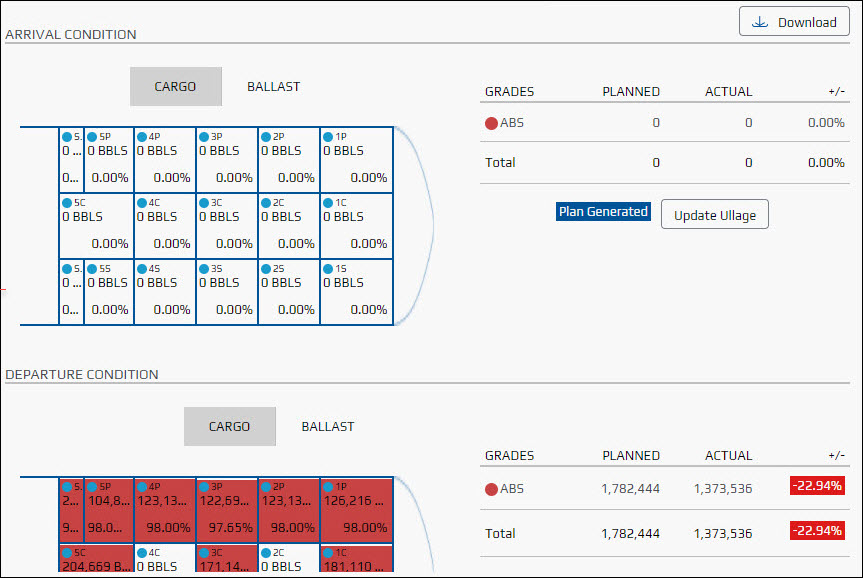 Download
ARRIVAL CONDITION
CARGO BALLAST
GRADES PLANNED ACTUAL +/-
ABS 0 0 0.00%
Total 0 0 0.00%
Plan Generated Update Ullage
5. 5P 4P 3P 2P 1P
0 ... 0 BBLS 0 BBLS 0 BBLS 0 BBLS 0 BBLS
0... 0.00% 0.00% 0.00% 0.00% 0.00%
5C 4C 3C 2C 1C
0 BBLS 0 BBLS 0 BBLS 0 BBLS 0 BBLS
0.00% 0.00% 0.00% 0.00% 0.00%
5. 5S 4S 3S 2S 1S
0 ... 0 BBLS 0 BBLS 0 BBLS 0 BBLS 0 BBLS
0... 0.00% 0.00% 0.00% 0.00% 0.00%
DEPARTURE CONDITION
CARGO BALLAST
GRADES PLANNED ACTUAL +/-
ABS 1,782,444 1,373,536 -22.94%
Total 1,782,444 1,373,536 -22.94%
5. 5P 4P 3P 2P 1P
2... 104,8... 123,13... 122,69... 123,13... 126,216 ...
9... 98.0... 98.00% 97.65% 98.00% 98.00%
5C 4C 3C 2C 1C
204,669 B... 0 BBLS 171,14... 0 BBLS 181,110 ...